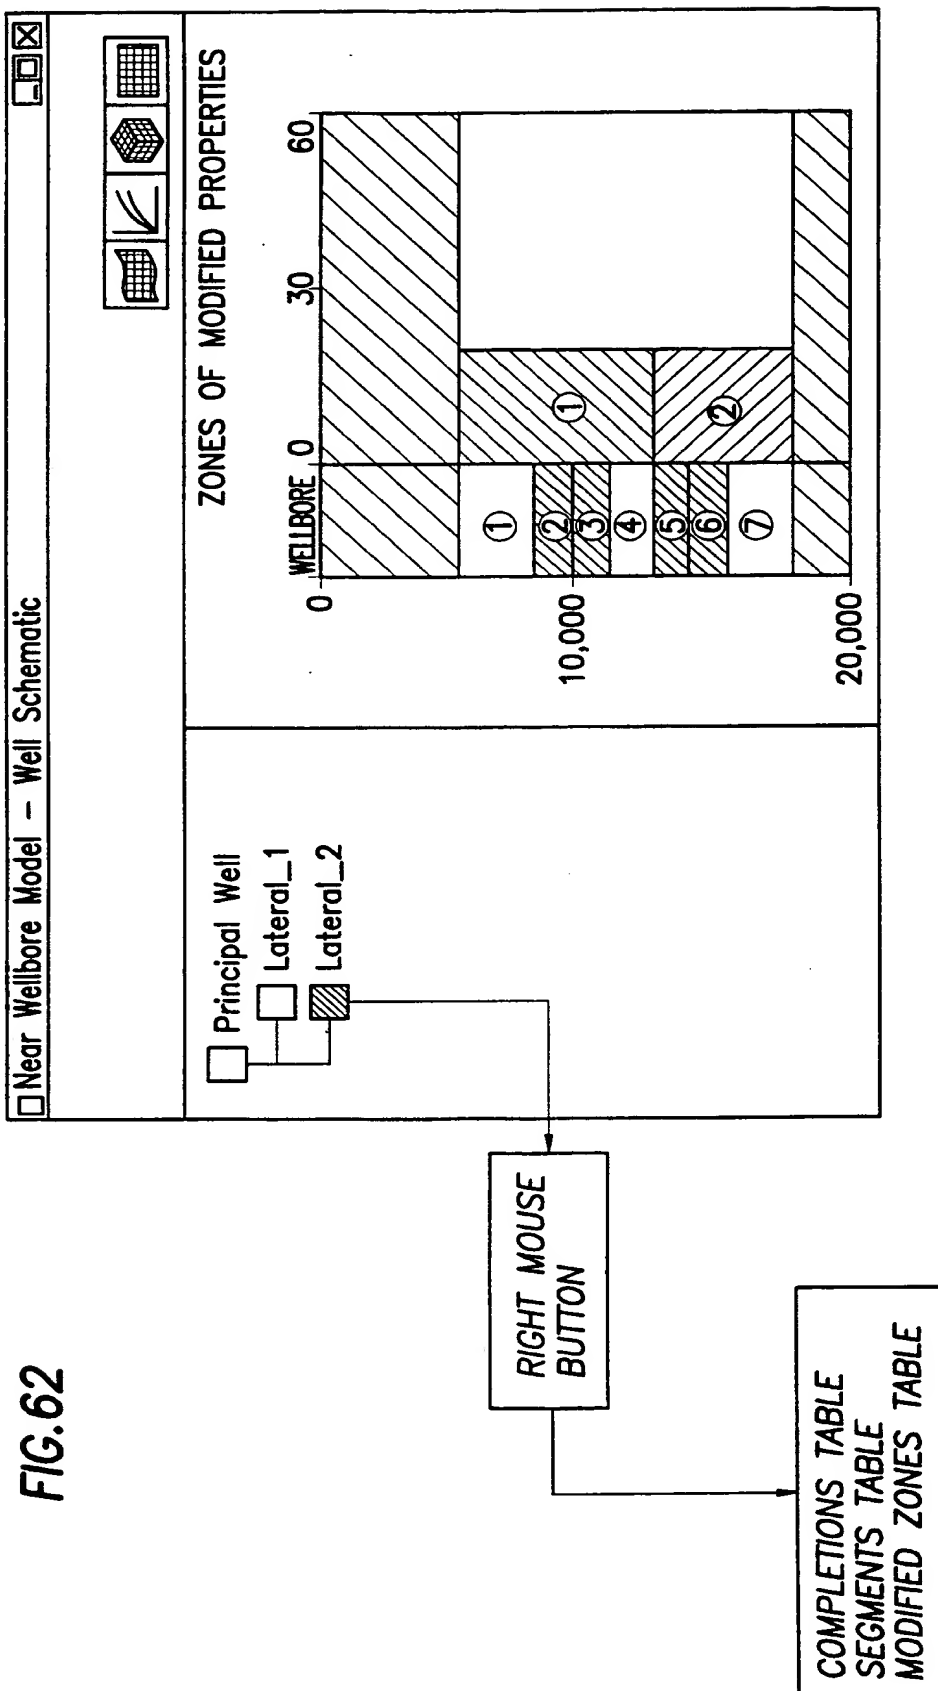 FIG.62
Near Wellbore Model – Well Schematic
Principal Well
Lateral_1
Lateral_2
ZONES OF MODIFIED PROPERTIES
WELLBORE 0 30 60
0
10,000
20,000
1
2
3
4
5
6
7
1
2
RIGHT MOUSE
BUTTON
COMPLETIONS TABLE
SEGMENTS TABLE
MODIFIED ZONES TABLE